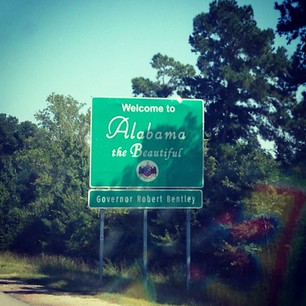 Welcome to
Alabama
the Beautiful
Governor Robert Bentley